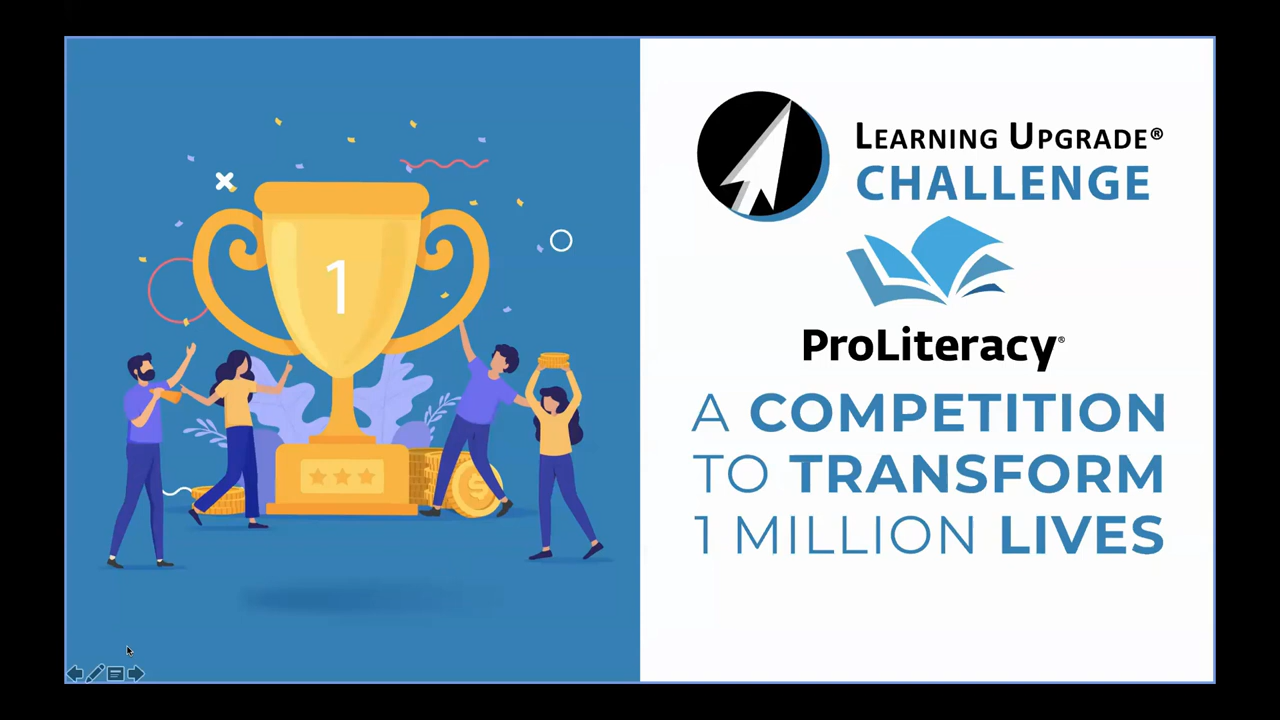 1
LEARNING UPGRADE®
CHALLENGE
ProLiteracy®
A COMPETITION
TO TRANSFORM
1 MILLION LIVES